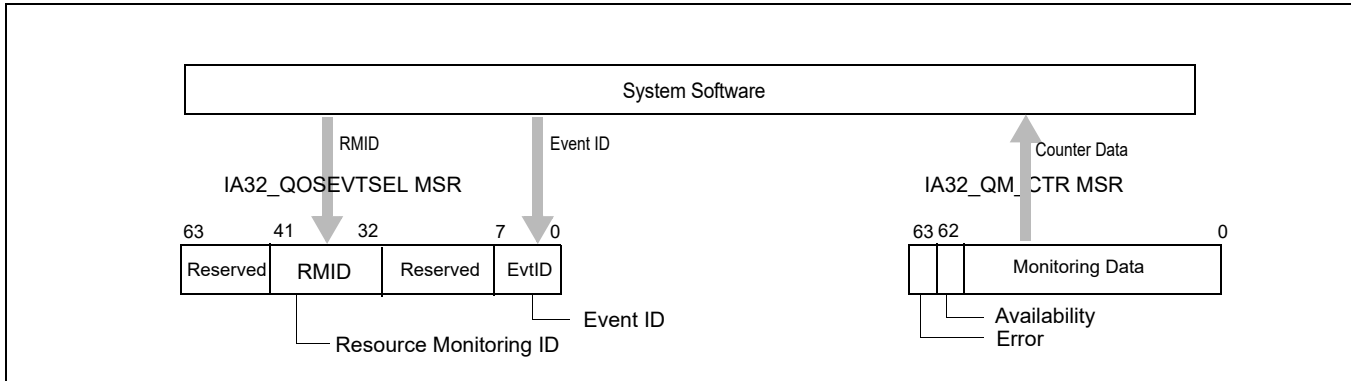 System Software
RMID
Event ID
Counter Data
IA32_QOSEVTSEL MSR
IA32_QM_CTR MSR
63 41 32 7 0
63 62 0
Reserved RMID Reserved EvtID
Monitoring Data
Event ID
Resource Monitoring ID
Availability
Error